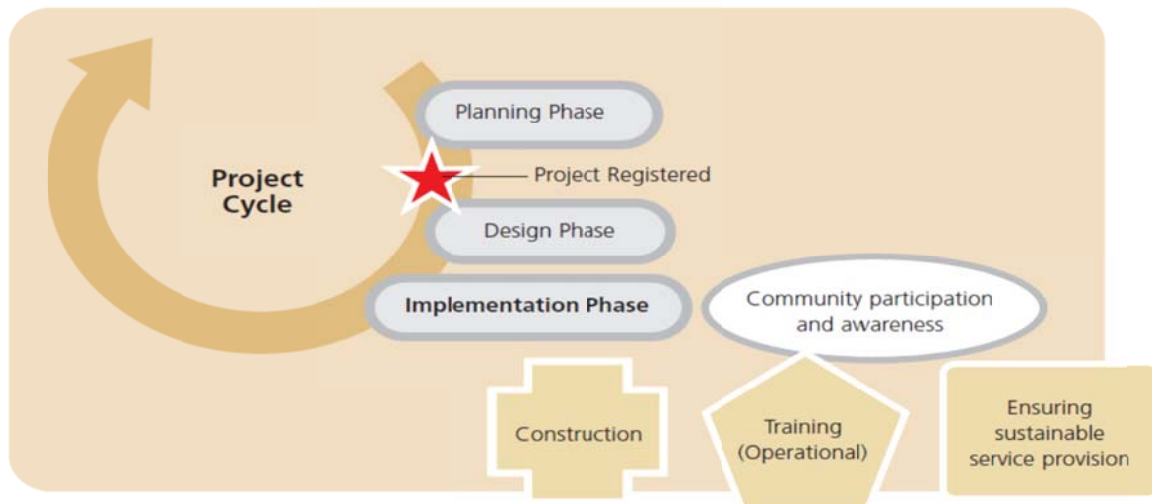 Planning Phase
Project
Cycle
Project Registered
Design Phase
Implementation Phase
Community participation
and awareness
Construction
Training
(Operational)
Ensuring
sustainable
service provision